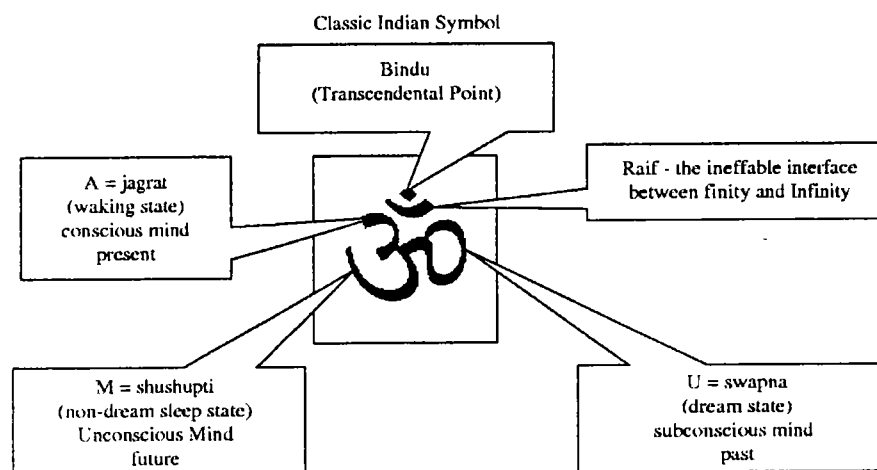 Classic Indian Symbol
Bindu
(Transcendental Point)
A = jagrat
(waking state)
conscious mind
present
Raif - the ineffable interface
between finity and Infinity
M = shushupti
(non-dream sleep state)
Unconscious Mind
future
U = swapna
(dream state)
subconscious mind
past
ॐ